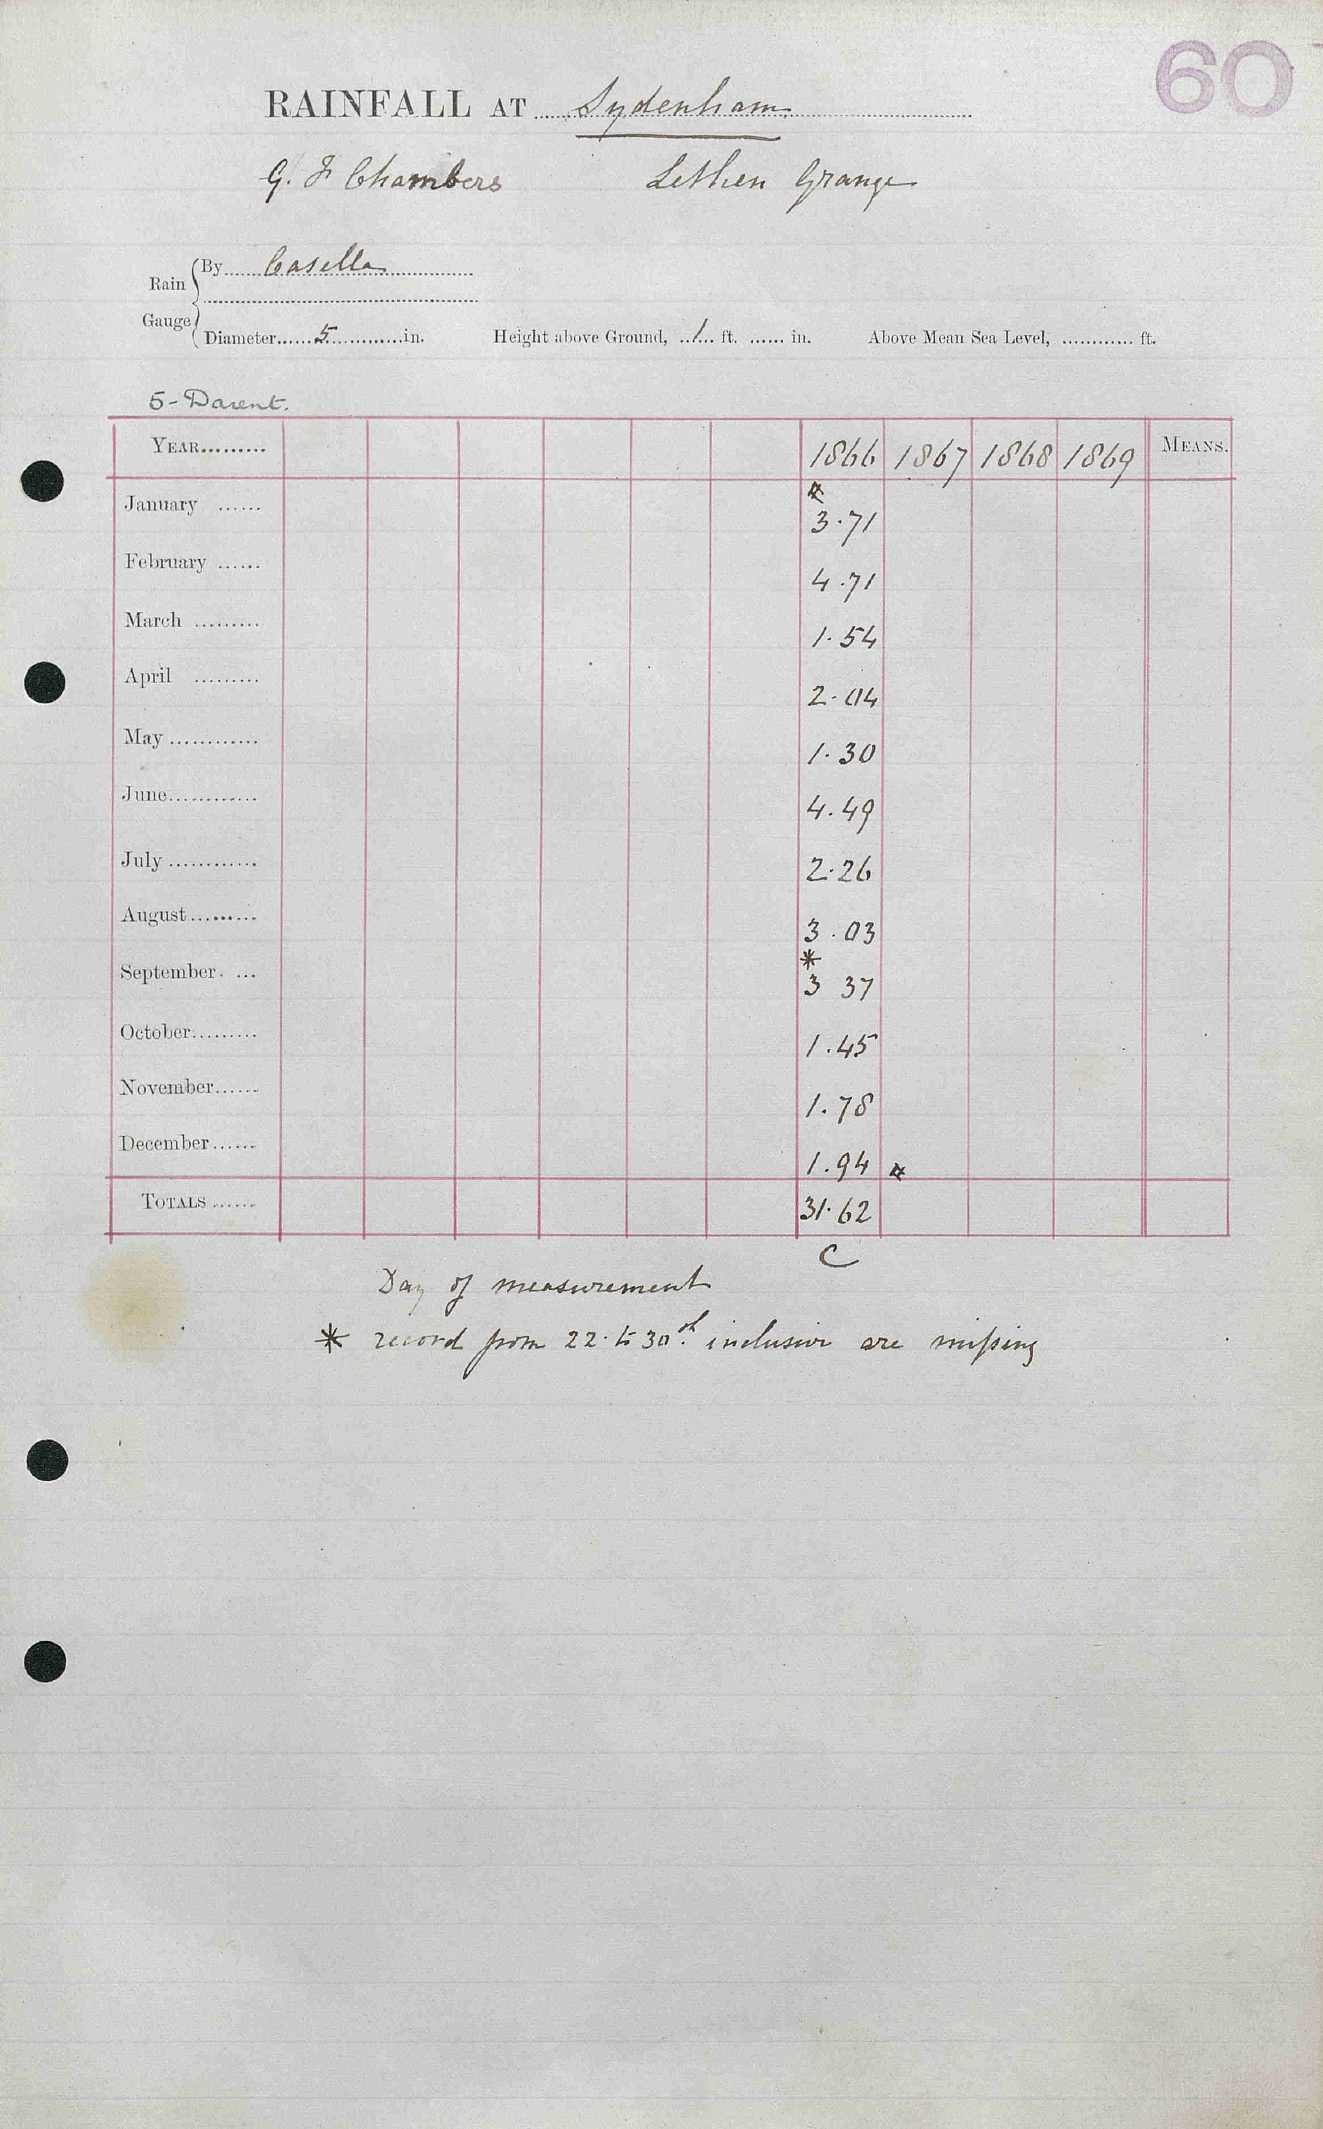 60
RAINFALL AT Sydenham
G. F Chambers Lethen Grange
Rain Gauge By Casella
Diameter 5 in. Height above Ground, 1 ft. in. Above Mean Sea Level, ft.
5-Darent.
YEAR 1866 1867 1868 1869 MEANS.
January * 3.71
February 4.71
March 1.54
April 2.04
May 1.30
June 4.49
July 2.26
August 3.03
September * 3 37
October 1.45
November 1.78
December 1.94 *
TOTALS 31.62
C
Day of measurement
* record from 22. to 30th inclusive are missing